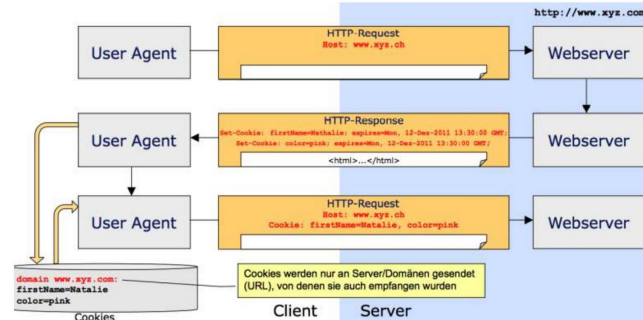 http://www.xyz.com
HTTP-Request
Host: www.xyz.ch
User Agent
Webserver
HTTP-Response
Set-Cookie: firstName=Nathalie; expires=Mon, 12-Dez-2011 13:30:00 GMT;
Set-Cookie: color=pink; expires=Mon, 12-Dez-2011 13:30:00 GMT;
<html>...</html>
User Agent
Webserver
HTTP-Request
Host: www.xyz.ch
Cookie: firstName=Natalie, color=pink
User Agent
Webserver
domain www.xyz.com:
firstName=Natalie
color=pink
Cookies
Cookies werden nur an Server/Domänen gesendet
(URL), von denen sie auch empfangen wurden
Client Server